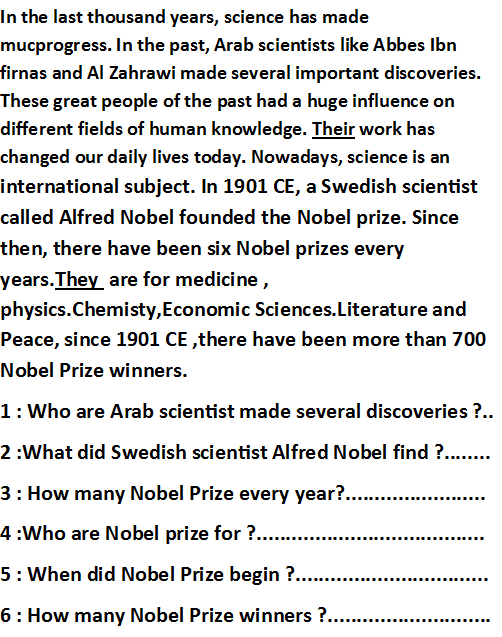 In the last thousand years, science has made
mucprogress. In the past, Arab scientists like Abbes Ibn
firnas and Al Zahrawi made several important discoveries.
These great people of the past had a huge influence on
different fields of human knowledge. Their work has
changed our daily lives today. Nowadays, science is an
international subject. In 1901 CE, a Swedish scientist
called Alfred Nobel founded the Nobel prize. Since
then, there have been six Nobel prizes every
years.They are for medicine ,
physics.Chemisty,Economic Sciences.Literature and
Peace, since 1901 CE ,there have been more than 700
Nobel Prize winners.
1 : Who are Arab scientist made several discoveries ?..
2 :What did Swedish scientist Alfred Nobel find ?........
3 : How many Nobel Prize every year?........................
4 :Who are Nobel prize for ?.......................................
5 : When did Nobel Prize begin ?.................................
6 : How many Nobel Prize winners ?............................